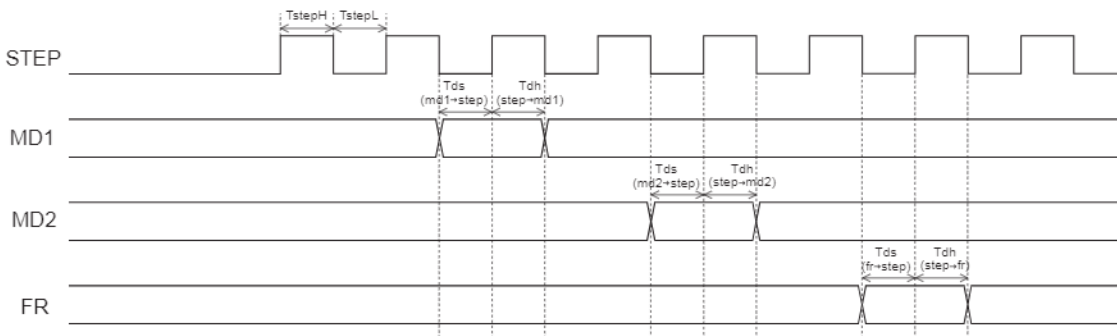 TstepH TstepL
STEP
Tds Tdh
(md1→step) (step→md1)
MD1
Tds Tdh
(md2→step) (step→md2)
MD2
Tds Tdh
(fr→step) (step→fr)
FR